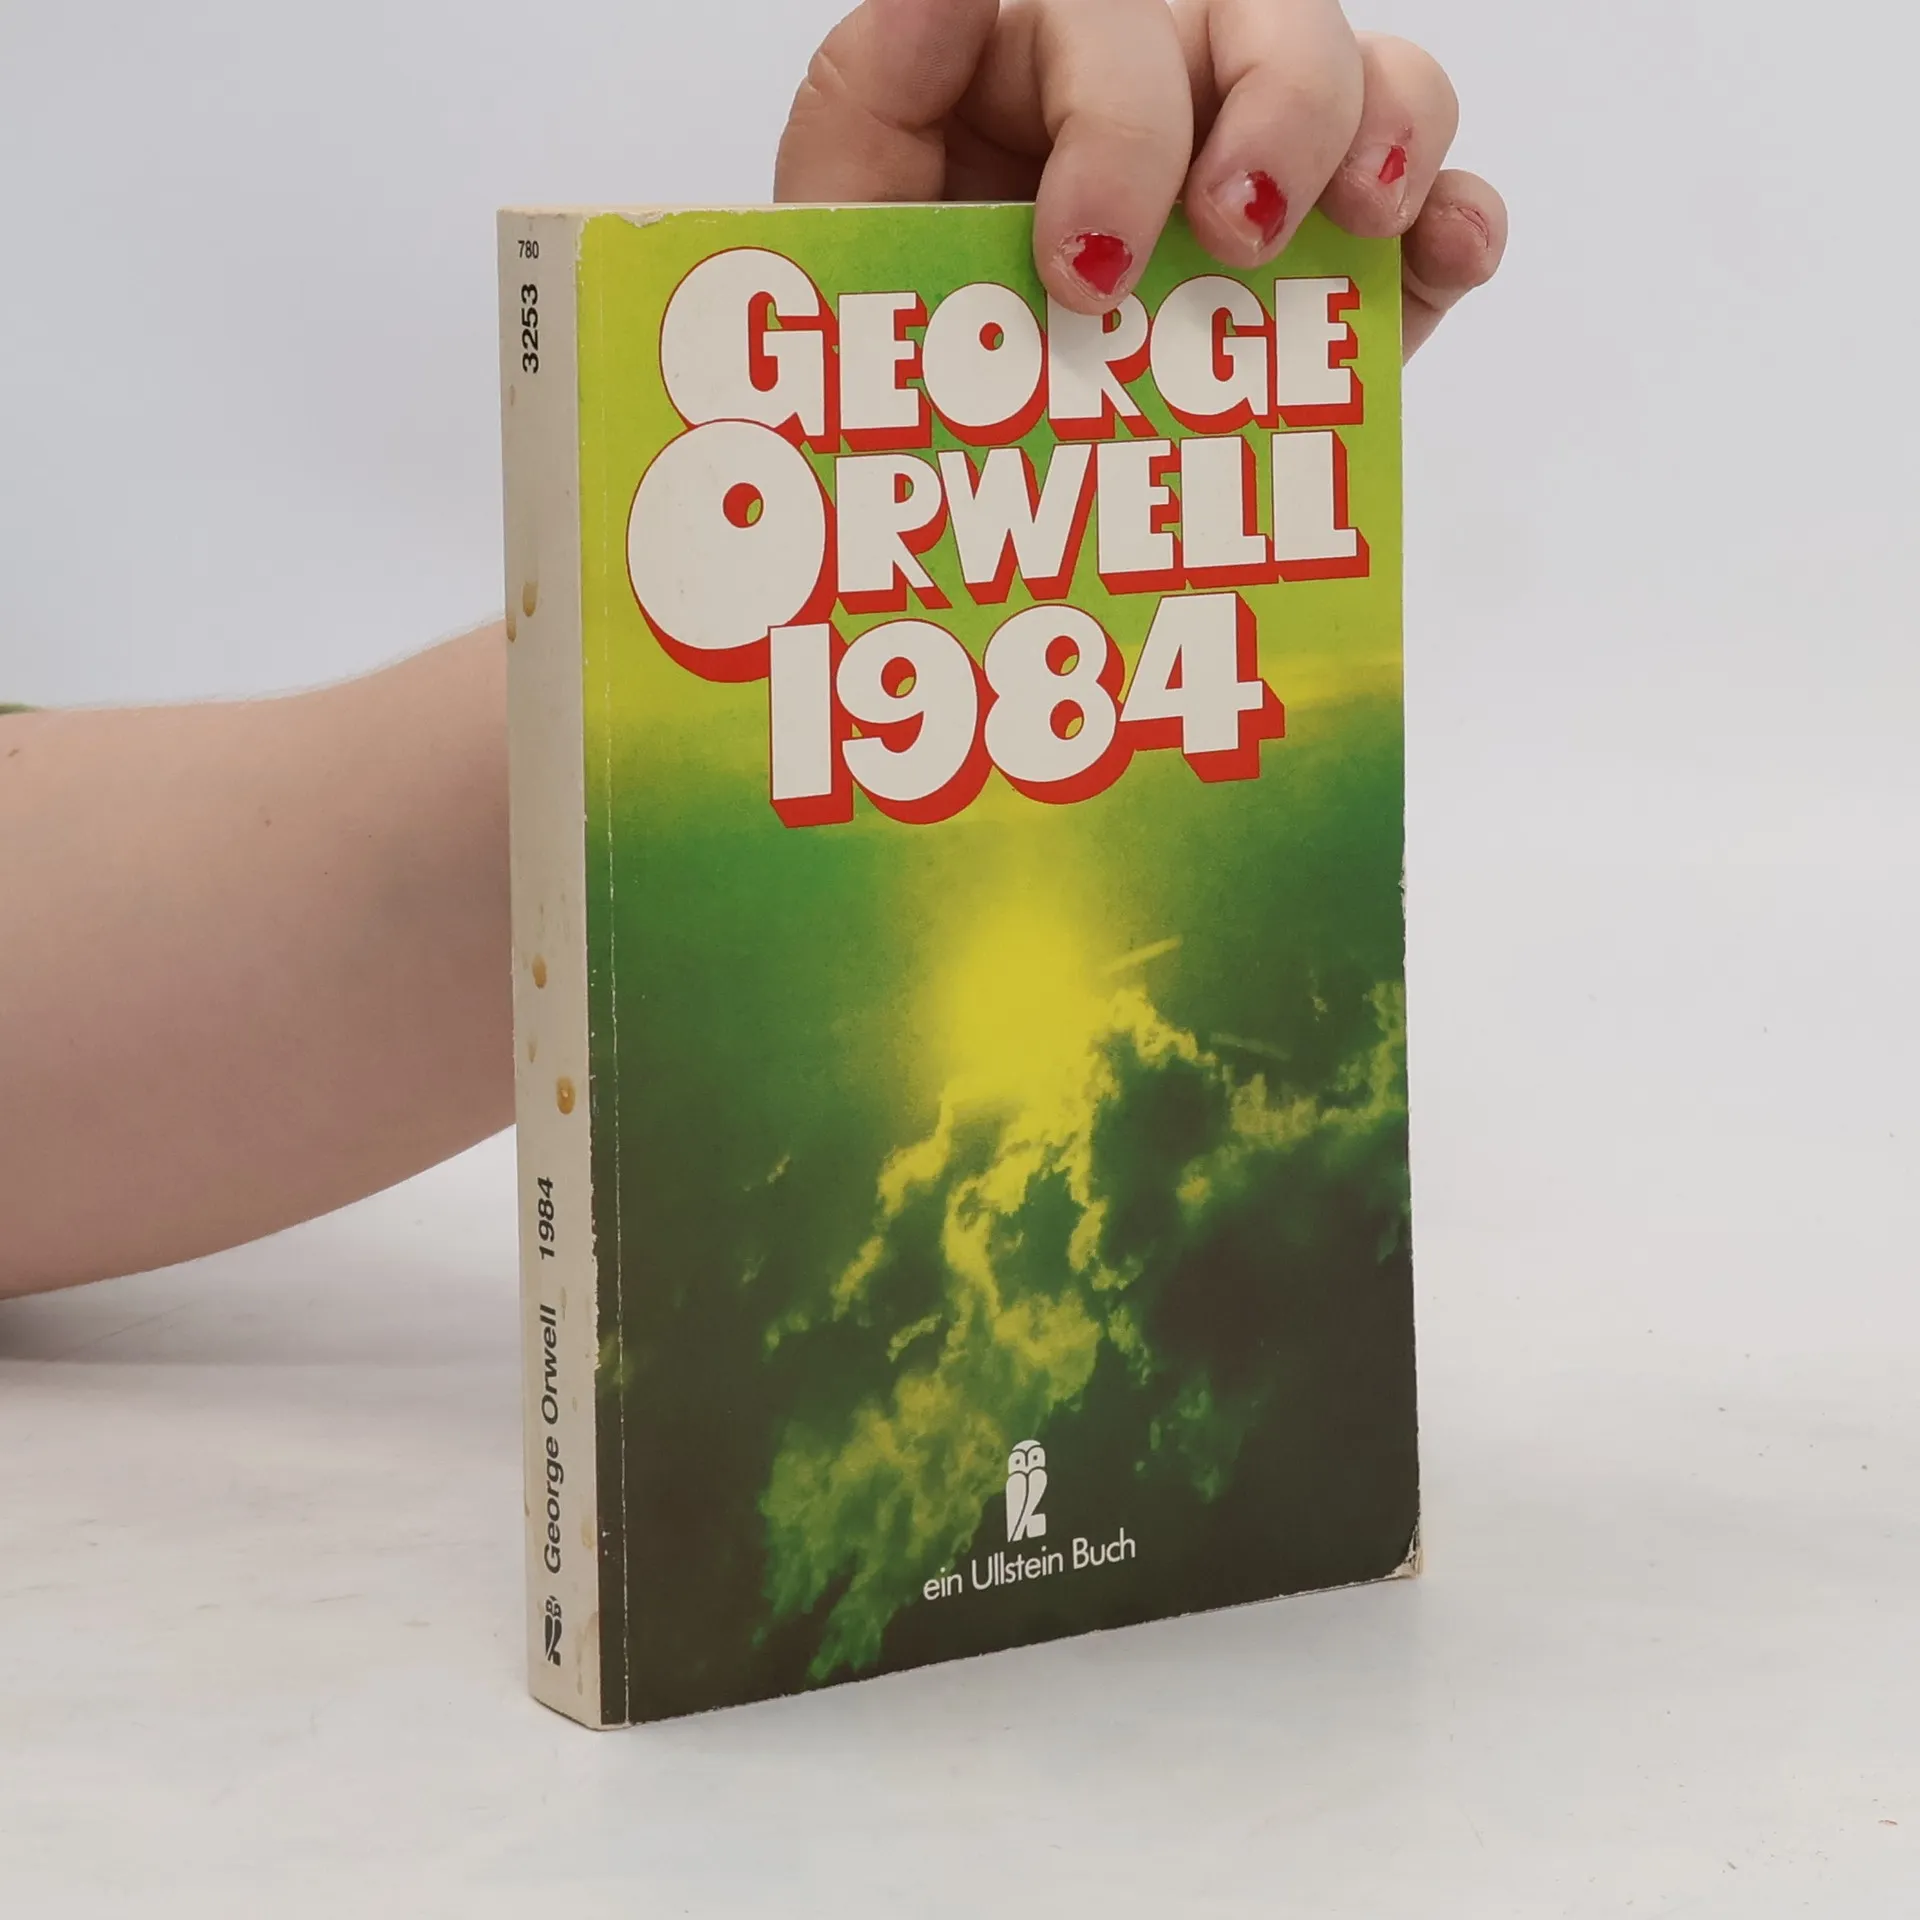 GEORGE
ORWELL
1984
ein Ullstein Buch
780
3253
George Orwell 1984